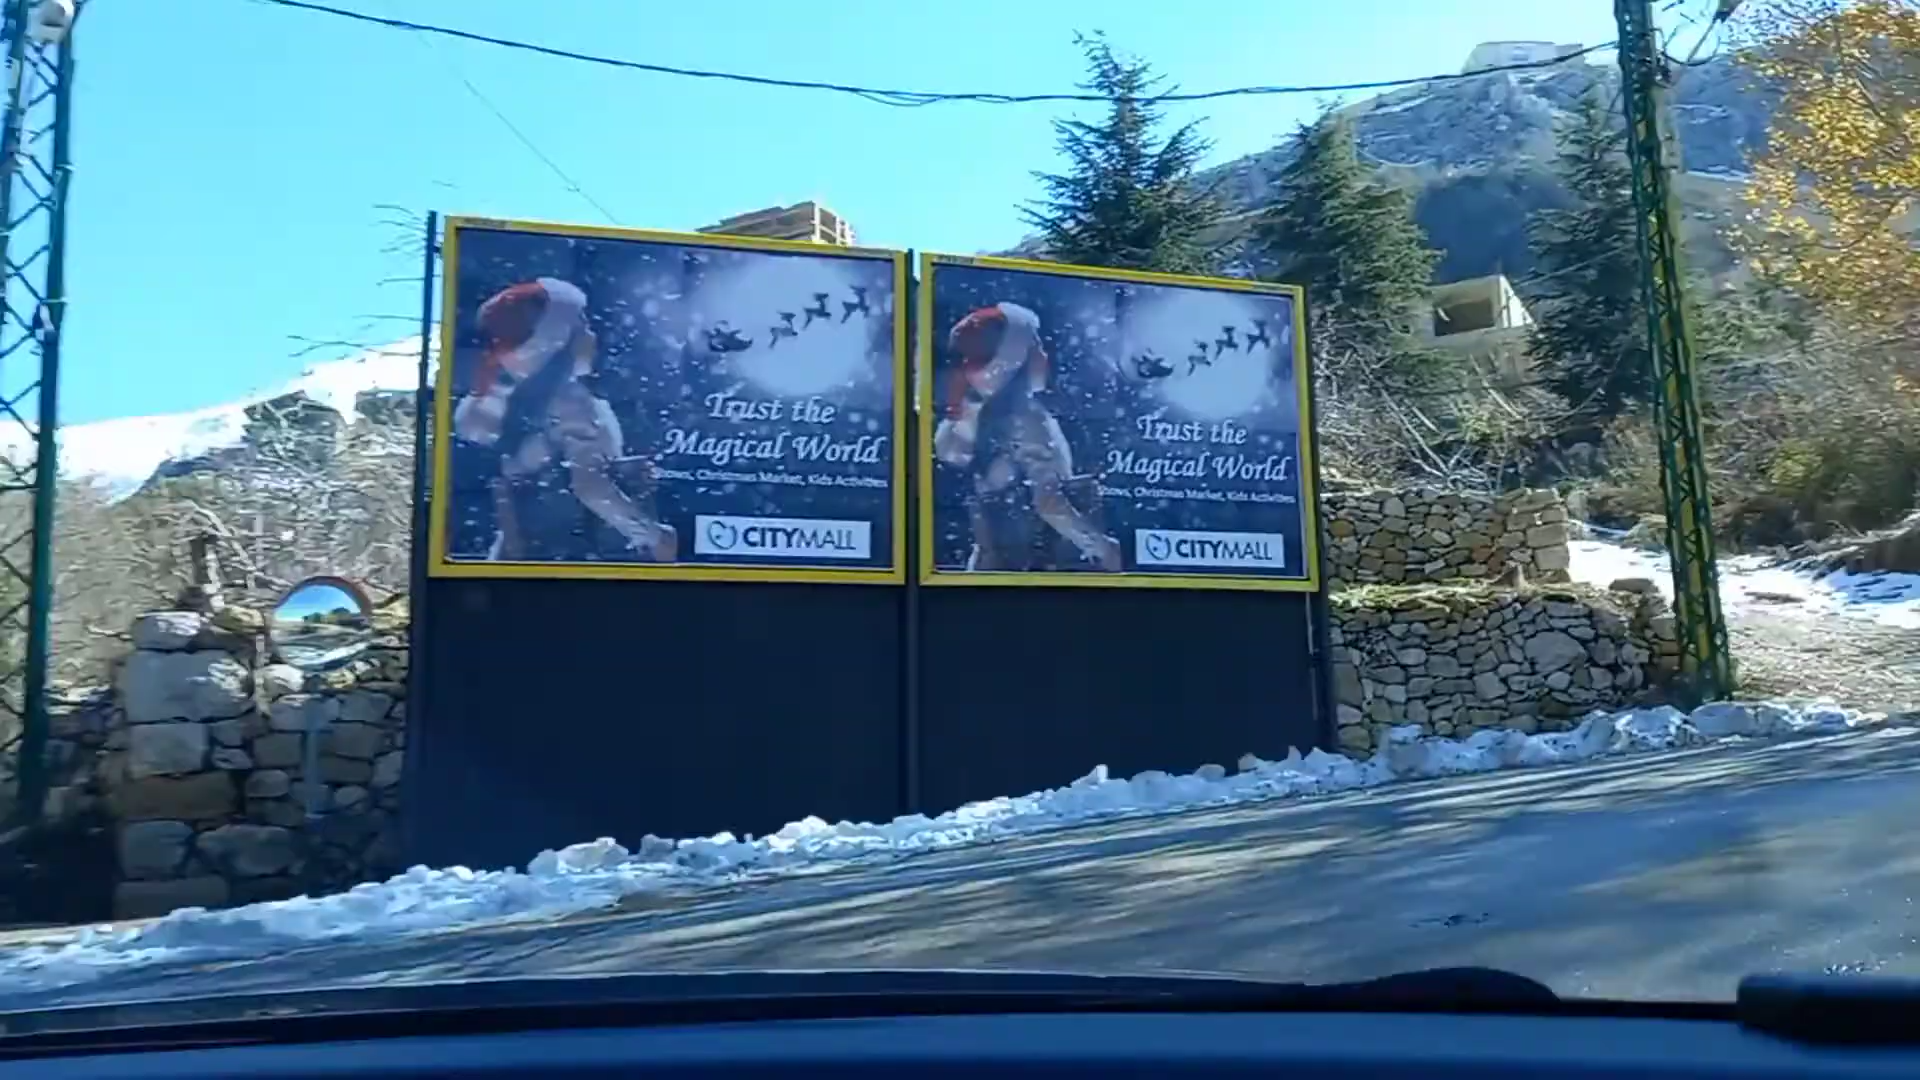 Trust the
Magical World
Shows, Christmas Market, Kids Activities
CITYMALL
Trust the
Magical World
Shows, Christmas Market, Kids Activities
CITYMALL